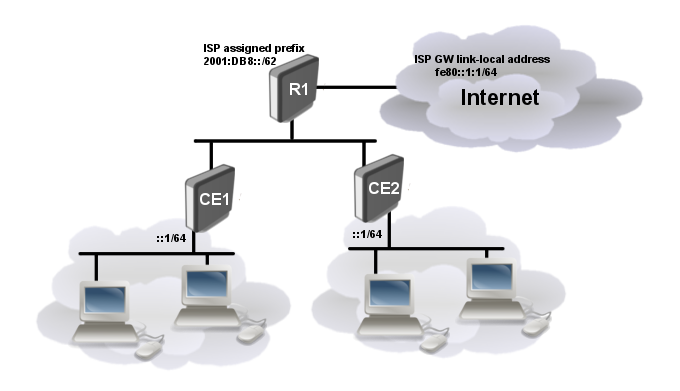 ISP assigned prefix
2001:DB8::/62
R1
ISP GW link-local address
fe80::1:1/64
Internet
CE1
CE2
::1/64
::1/64